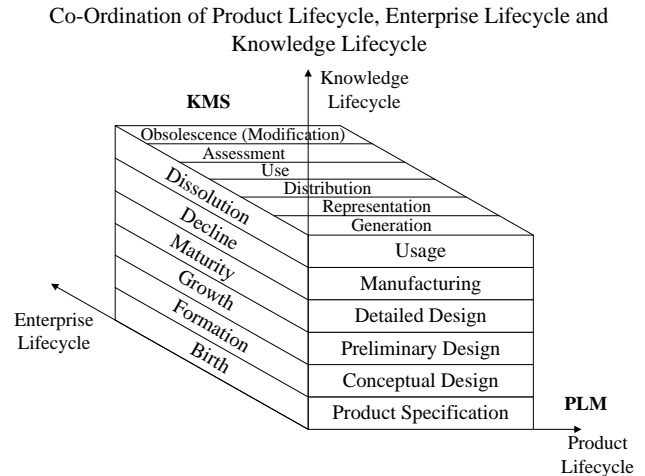 Co-Ordination of Product Lifecycle, Enterprise Lifecycle and
Knowledge Lifecycle
Knowledge
Lifecycle
KMS
Obsolescence (Modification)
Assessment
Use
Distribution
Representation
Generation
Dissolution
Decline
Maturity
Growth
Formation
Birth
Usage
Manufacturing
Detailed Design
Preliminary Design
Conceptual Design
Product Specification
Enterprise
Lifecycle
PLM
Product
Lifecycle